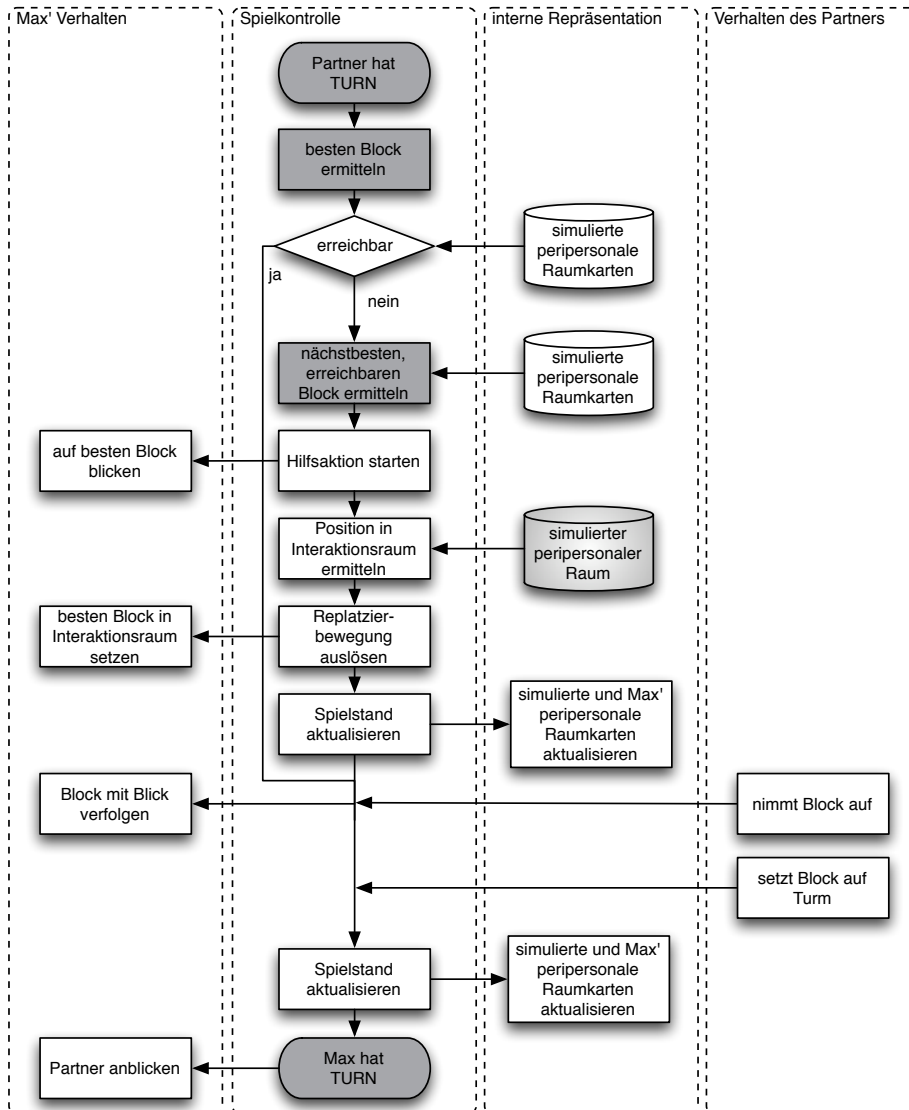 Max' Verhalten
Spielkontrolle
interne Repräsentation
Verhalten des Partners
Partner hat
TURN
besten Block
ermitteln
erreichbar
simulierte
peripersonale
Raumkarten
ja
nein
nächstbesten,
erreichbaren
Block ermitteln
simulierte
peripersonale
Raumkarten
auf besten Block
blicken
Hilfsaktion starten
Position in
Interaktionsraum
ermitteln
simulierter
peripersonaler
Raum
besten Block in
Interaktionsraum
setzen
Replatzier-
bewegung
auslösen
Spielstand
aktualisieren
simulierte und Max'
peripersonale
Raumkarten
aktualisieren
Block mit Blick
verfolgen
nimmt Block auf
setzt Block auf
Turm
Spielstand
aktualisieren
simulierte und Max'
peripersonale
Raumkarten
aktualisieren
Partner anblicken
Max hat
TURN